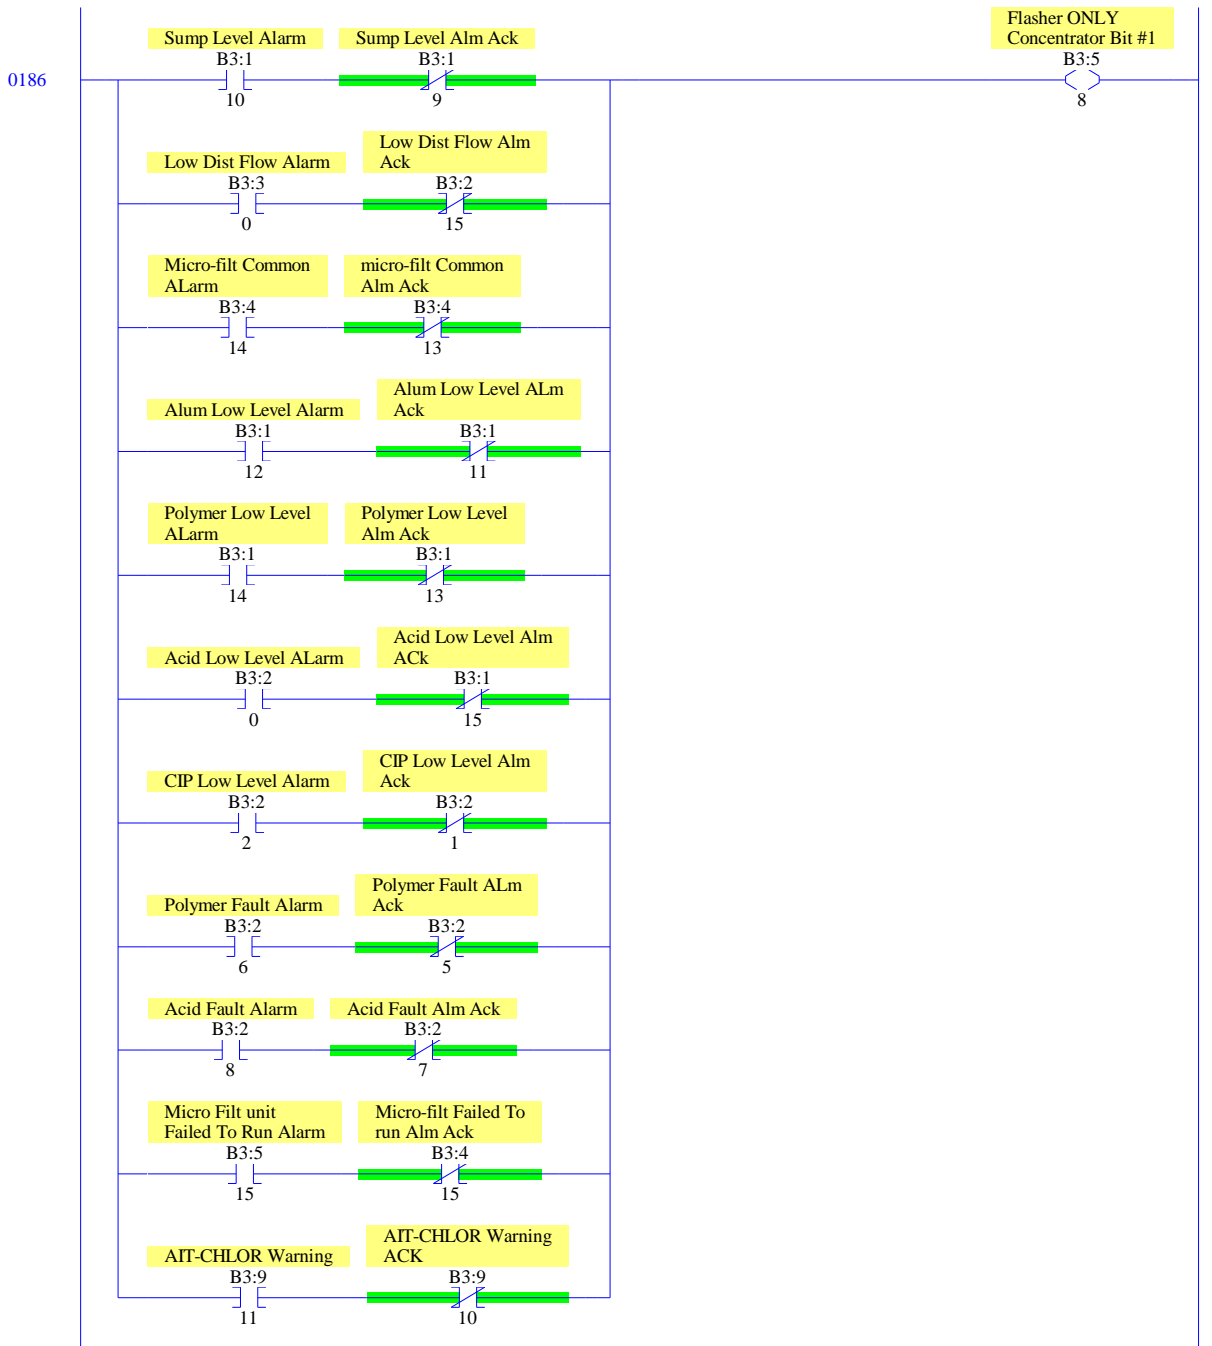 Flasher ONLY
Concentrator Bit #1
Sump Level Alarm
Sump Level Alm Ack
B3:1
B3:1
B3:5
0186
10
9
8
Low Dist Flow Alarm
Low Dist Flow Alm
Ack
B3:3
B3:2
0
15
Micro-filt Common
ALarm
micro-filt Common
Alm Ack
B3:4
B3:4
14
13
Alum Low Level Alarm
Alum Low Level ALm
Ack
B3:1
B3:1
12
11
Polymer Low Level
ALarm
Polymer Low Level
Alm Ack
B3:1
B3:1
14
13
Acid Low Level ALarm
Acid Low Level Alm
ACk
B3:2
B3:1
0
15
CIP Low Level Alarm
CIP Low Level Alm
Ack
B3:2
B3:2
2
1
Polymer Fault Alarm
Polymer Fault ALm
Ack
B3:2
B3:2
6
5
Acid Fault Alarm
Acid Fault Alm Ack
B3:2
B3:2
8
7
Micro Filt unit
Failed To Run Alarm
Micro-filt Failed To
run Alm Ack
B3:5
B3:4
15
15
AIT-CHLOR Warning
AIT-CHLOR Warning
ACK
B3:9
B3:9
11
10